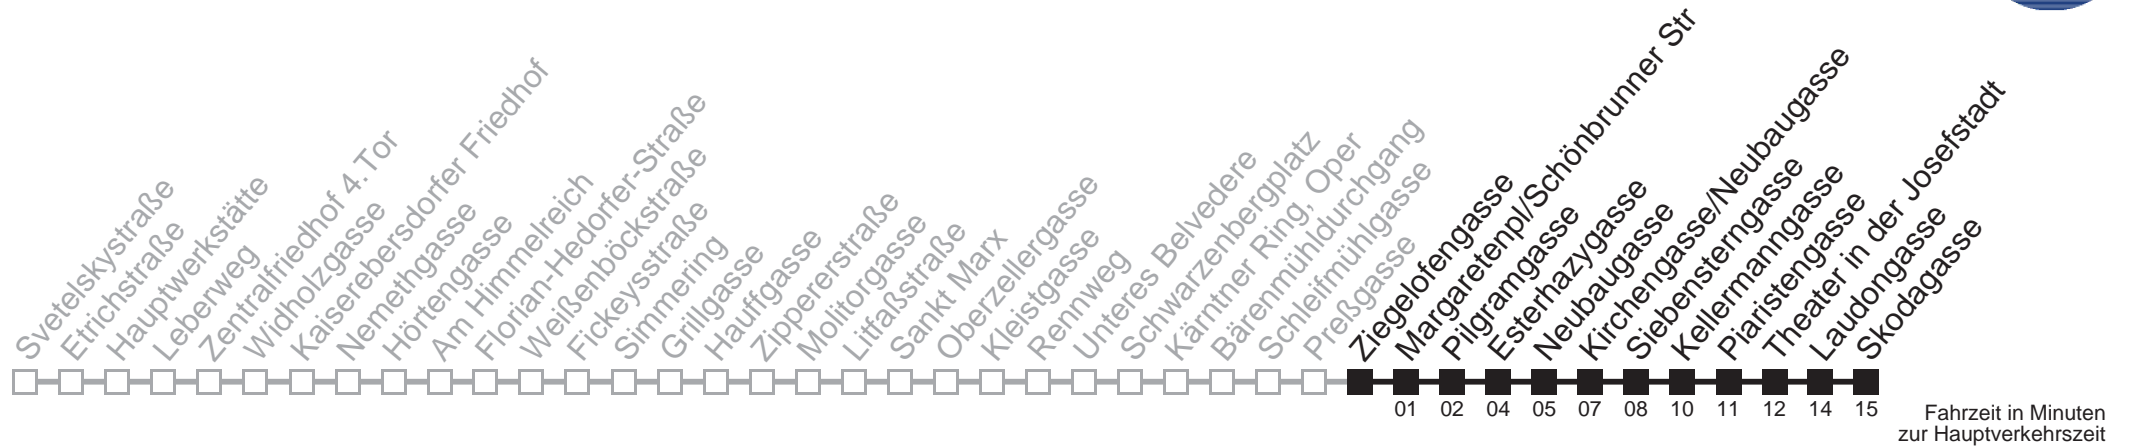 Svetelskystraße
Etrichstraße
Hauptwerkstätte
Leberweg
Zentralfriedhof 4. Tor
Widholzgasse
Kaiserebersdorfer Friedhof
Nemethgasse
Hörtengasse
Am Himmelreich
Florian-Hedorfer-Straße
Weißenböckstraße
Fickeysstraße
Simmering
Grillgasse
Hauffgasse
Zippererstraße
Molitorgasse
Litfaßstraße
Sankt Marx
Oberzellergasse
Kleistgasse
Rennweg
Unteres Belvedere
Schwarzenbergplatz
Kärntner Ring, Oper
Bärenmühldurchgang
Schleifmühlgasse
Preßgasse
Ziegelofengasse
Margaretenpl/Schönbrunner Str
Pilgramgasse
Esterhazygasse
Neubaugasse
Kirchengasse/Neubaugasse
Siebensterngasse
Kellermanngasse
Piaristengasse
Theater in der Josefstadt
Laudongasse
Skodagasse
01 02 04 05 07 08 10 11 12 14 15
Fahrzeit in Minuten
zur Hauptverkehrszeit